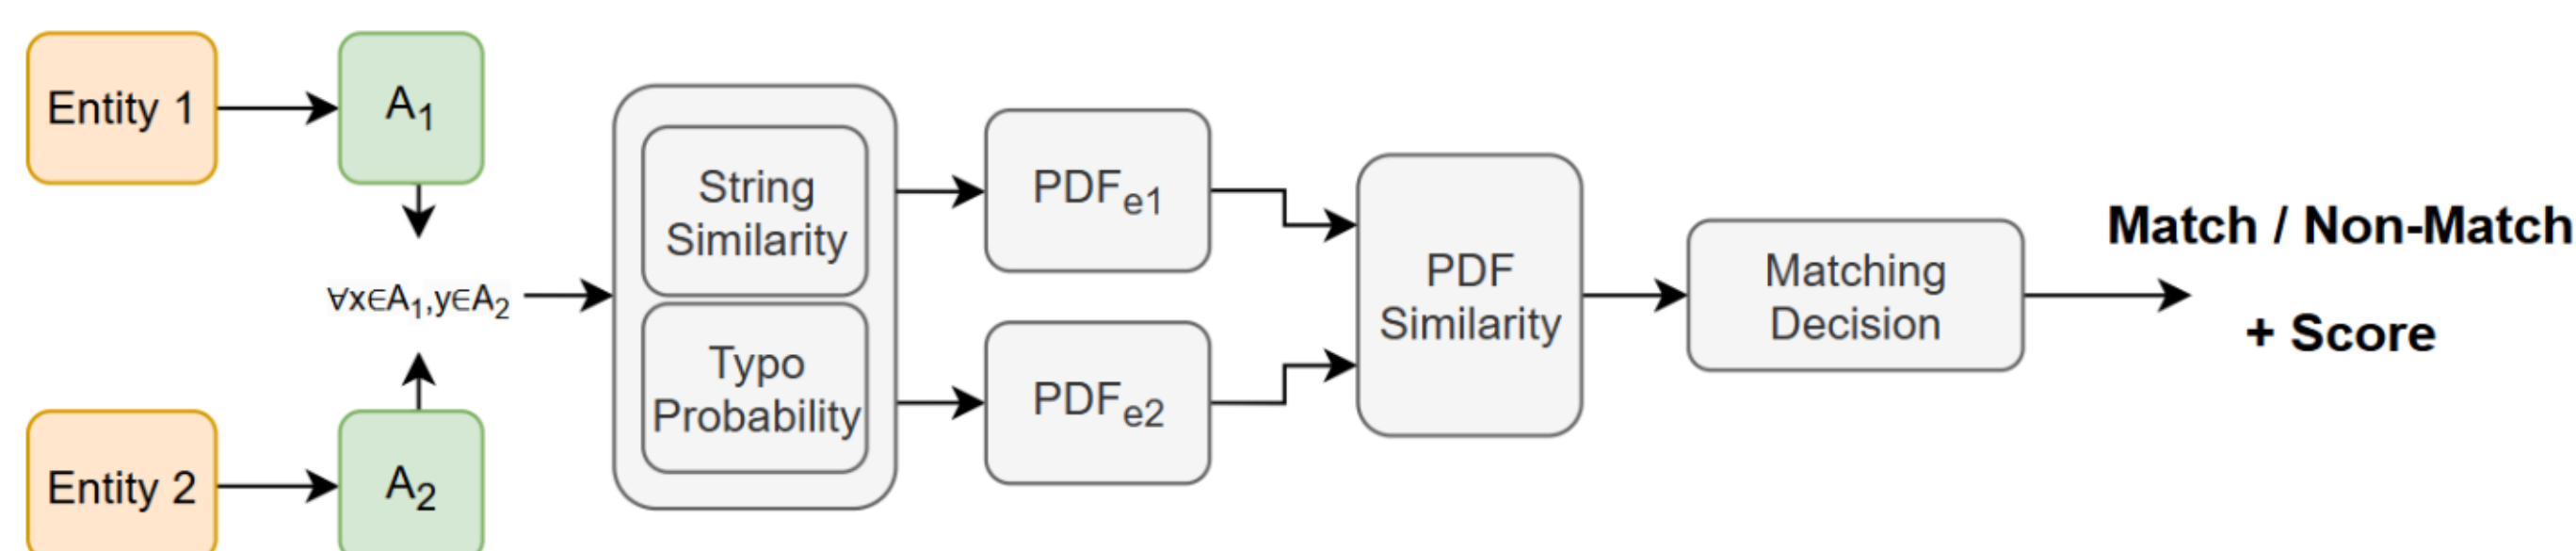 Entity 1
A₁
∀x∈A₁,y∈A₂
Entity 2
A₂
String
Similarity
Typo
Probability
PDFₑ₁
PDFₑ₂
PDF
Similarity
Matching
Decision
Match / Non-Match
+ Score